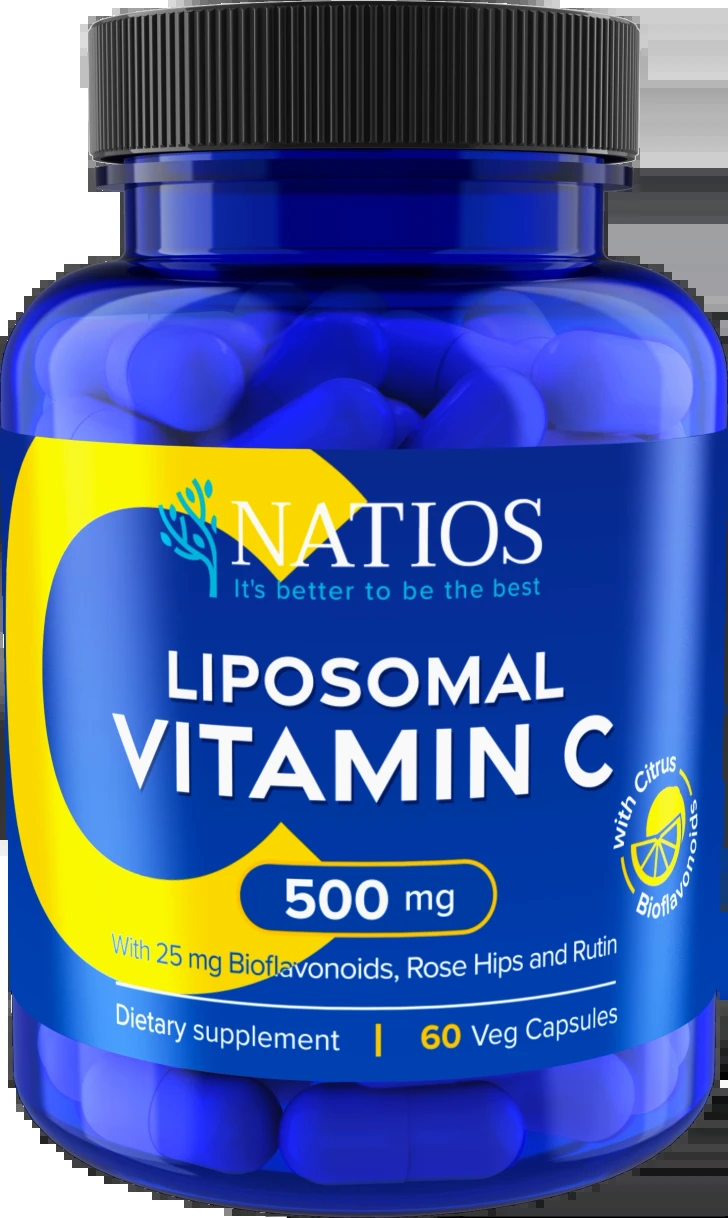 NATIOS
It's better to be the best
LIPOSOMAL
VITAMIN C
with Citrus
Bioflavonoids
500 mg
With 25 mg Bioflavonoids, Rose Hips and Rutin
Dietary supplement | 60 Veg Capsules